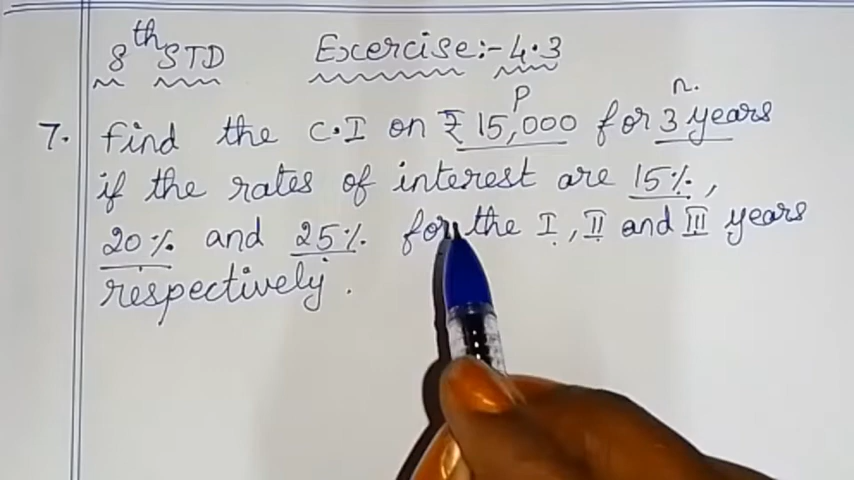 8th STD Exercise:- 4.3
P n.
7. find the C.I on ₹ 15,000 for 3 years
if the rates of interest are 15%,
20% and 25% for the I, II and III years
respectively.